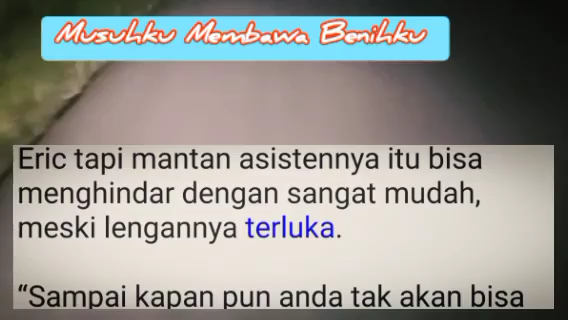 Musuhku Membawa Benihku
Eric tapi mantan asistennya itu bisa
menghindar dengan sangat mudah,
meski lengannya terluka.
“Sampai kapan pun anda tak akan bisa